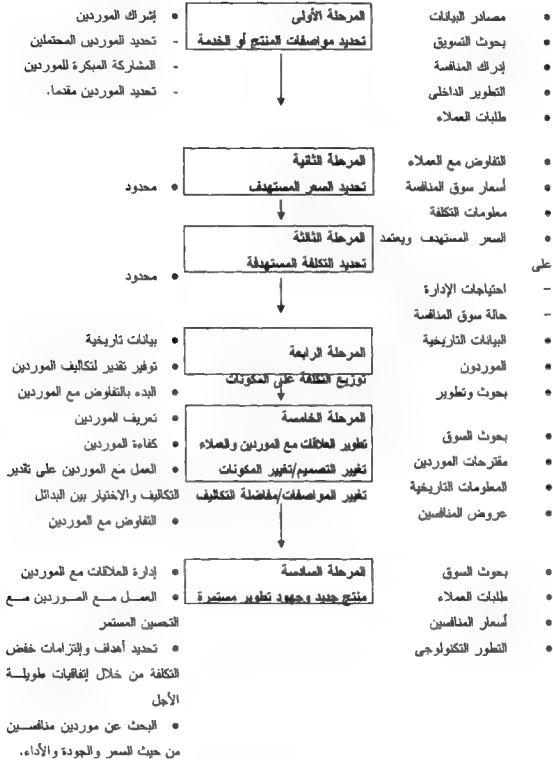 • مصادر البيانات
• بحوث التسويق
• إدراك المنافسة
• التطوير الداخلى
• طلبات العملاء
المرحلة الأولى
تحديد مواصفات المنتج أو الخدمة
• إشراك الموردين
- تحديد الموردين المحتملين
- المشاركة المبكرة للموردين
- تحديد الموردين مقدما.
• التفاوض مع العملاء
• أسعار سوق المنافسة
• معلومات التكلفة
المرحلة الثانية
تحديد السعر المستهدف
• محدود
• السعر المستهدف ويعتمد
على
- احتياجات الإدارة
- حالة سوق المنافسة
المرحلة الثالثة
تحديد التكلفة المستهدفة
• محدود
• البيانات التاريخية
• الموردون
• بحوث وتطوير
المرحلة الرابعة
توزيع التكلفة على المكونات
• بيانات تاريخية
• توفير تقدير لتكاليف الموردين
• البدء بالتفاوض مع الموردين
• بحوث السوق
• مقترحات الموردين
• المعلومات التاريخية
• عروض المنافسين
المرحلة الخامسة
تطوير العلاقات مع الموردين والعملاء
تغيير التصميم/تغيير المكونات
تغيير المواصفات/مفاضلة التكاليف
• تعريف الموردين
• كفاءة الموردين
• العمل مع الموردين على تقدير
التكاليف والاختيار بين البدائل
• التفاوض مع الموردين
• بحوث السوق
• طلبات العملاء
• أسعار المنافسين
• التطور التكنولوجى
المرحلة السادسة
منتج جديد وجهود تطوير مستمرة
• إدارة العلاقات مع الموردين
• العمل مع الموردين مع
التحسين المستمر
• تحديد أهداف وإلتزامات خفض
التكلفة من خلال إتفاقيات طويلة
الأجل
• البحث عن موردين منافسين
من حيث السعر والجودة والأداء.